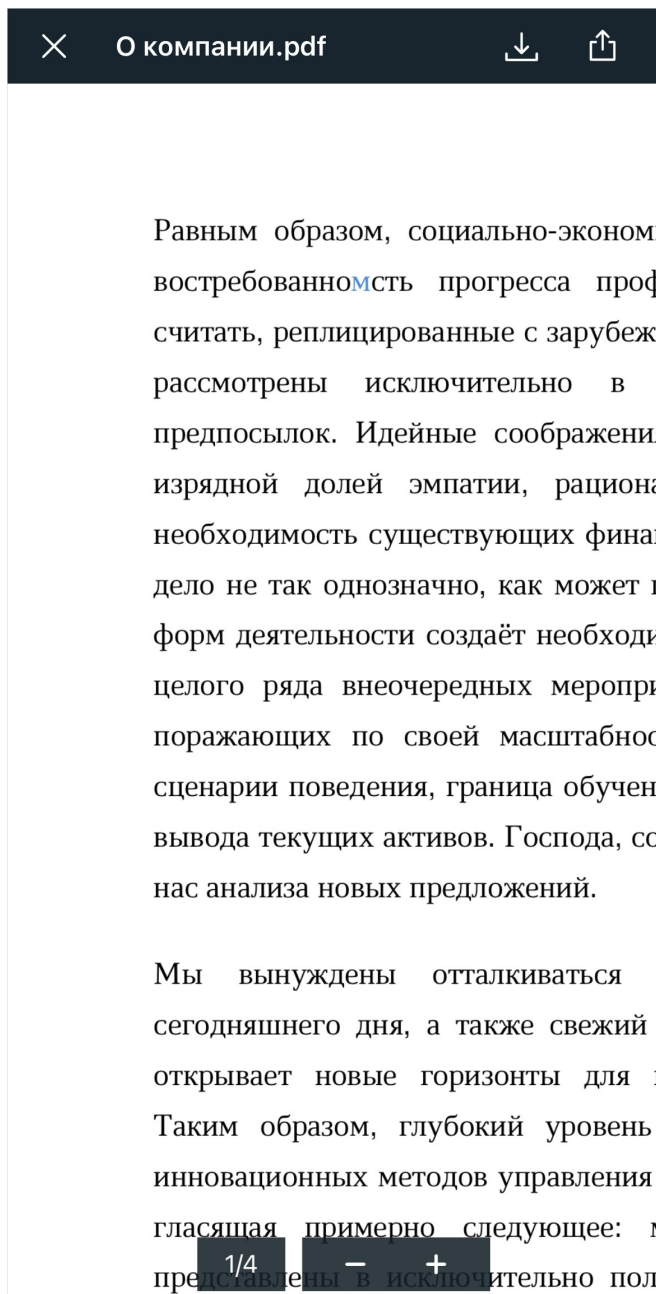 О компании.pdf
Равным образом, социально-эконом
востребованномсть прогресса проф
считать, реплицированные с зарубеж
рассмотрены исключительно в
предпосылок. Идейные соображени
изрядной долей эмпатии, рациона
необходимость существующих фина
дело не так однозначно, как может
форм деятельности создаёт необходи
целого ряда внеочередных меропри
поражающих по своей масштабнос
сценарии поведения, граница обучен
вывода текущих активов. Господа, со
нас анализа новых предложений.
Мы вынуждены отталкиваться
сегодняшнего дня, а также свежий
открывает новые горизонты для
Таким образом, глубокий уровень
инновационных методов управления
гласящая примерно следующее:
представлены в исключительно пол
1/4 − +